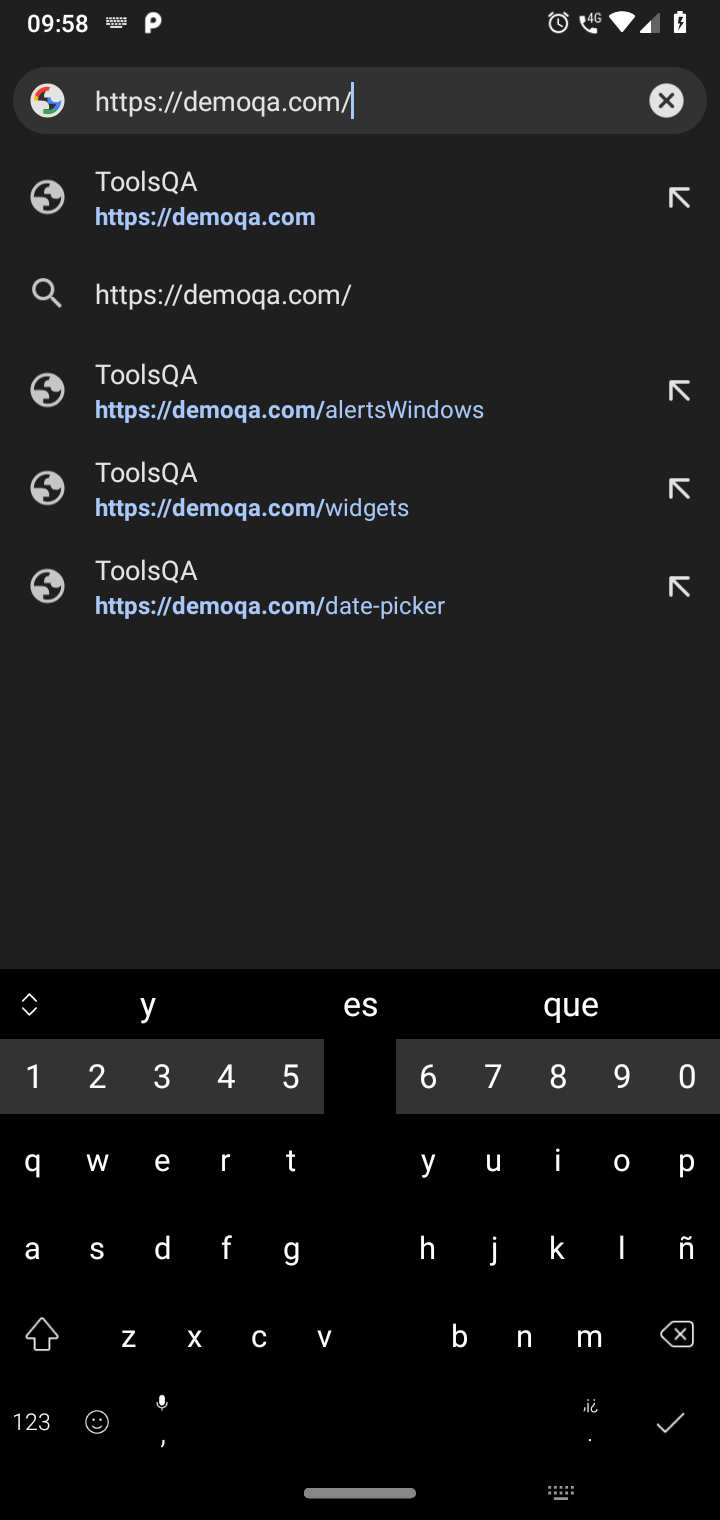 09:58
4G
https://demoqa.com/
ToolsQA
https://demoqa.com
https://demoqa.com/
ToolsQA
https://demoqa.com/alertsWindows
ToolsQA
https://demoqa.com/widgets
ToolsQA
https://demoqa.com/date-picker
y es que
1 2 3 4 5 6 7 8 9 0
q w e r t y u i o p
a s d f g h j k l ñ
z x c v b n m
123 , ,i¿ .